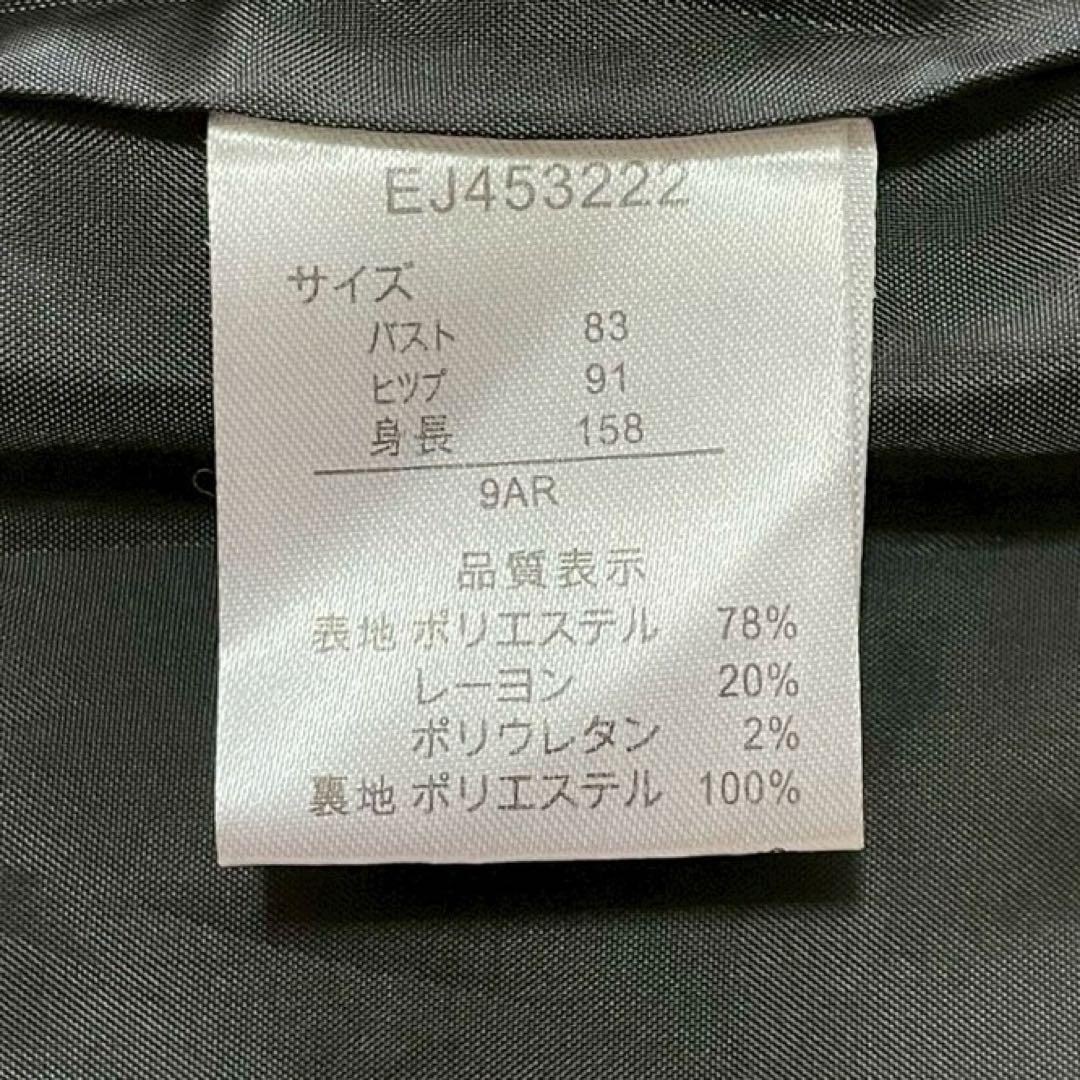 EJ453222
サイズ
バスト 83
ヒップ 91
身長 158
9AR
品質表示
表地 ポリエステル 78%
レーヨン 20%
ポリウレタン 2%
裏地 ポリエステル 100%